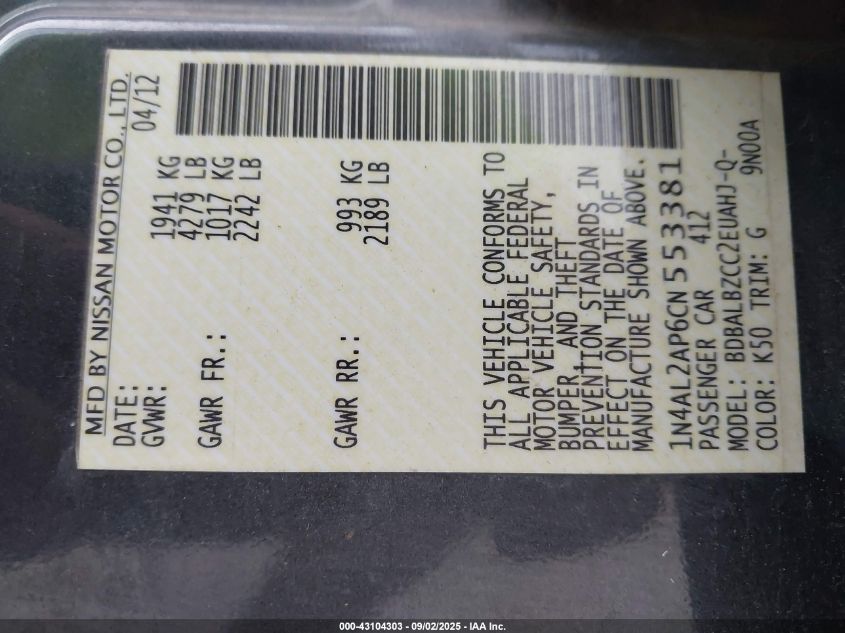 MFD BY NISSAN MOTOR CO., LTD.
DATE: 04/12
GVWR: 1941 KG
4279 LB
GAWR FR.: 1017 KG
2242 LB
GAWR RR.: 993 KG
2189 LB
THIS VEHICLE CONFORMS TO
ALL APPLICABLE FEDERAL
MOTOR VEHICLE SAFETY,
BUMPER, AND THEFT
PREVENTION STANDARDS IN
EFFECT ON THE DATE OF
MANUFACTURE SHOWN ABOVE.
1N4AL2AP6CN553381
PASSENGER CAR 412
MODEL: BDBALBZCC2EUAHJ-Q-
COLOR: K50 TRIM: G 9N00A
000-43104303 - 09/02/2025 - IAA Inc.